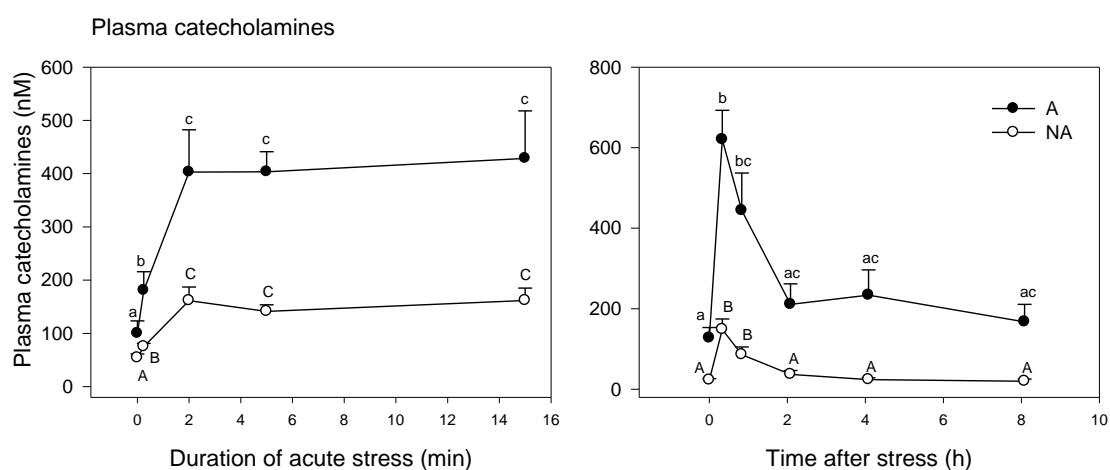 Plasma catecholamines
Plasma catecholamines (nM)
600
500
400
300
200
100
0
a
b
c
c
c
A
B
C
C
C
0
2
4
6
8
10
12
14
16
Duration of acute stress (min)
800
600
400
200
0
a
b
bc
ac
ac
ac
A
B
B
A
A
A
A
NA
0
2
4
6
8
10
Time after stress (h)